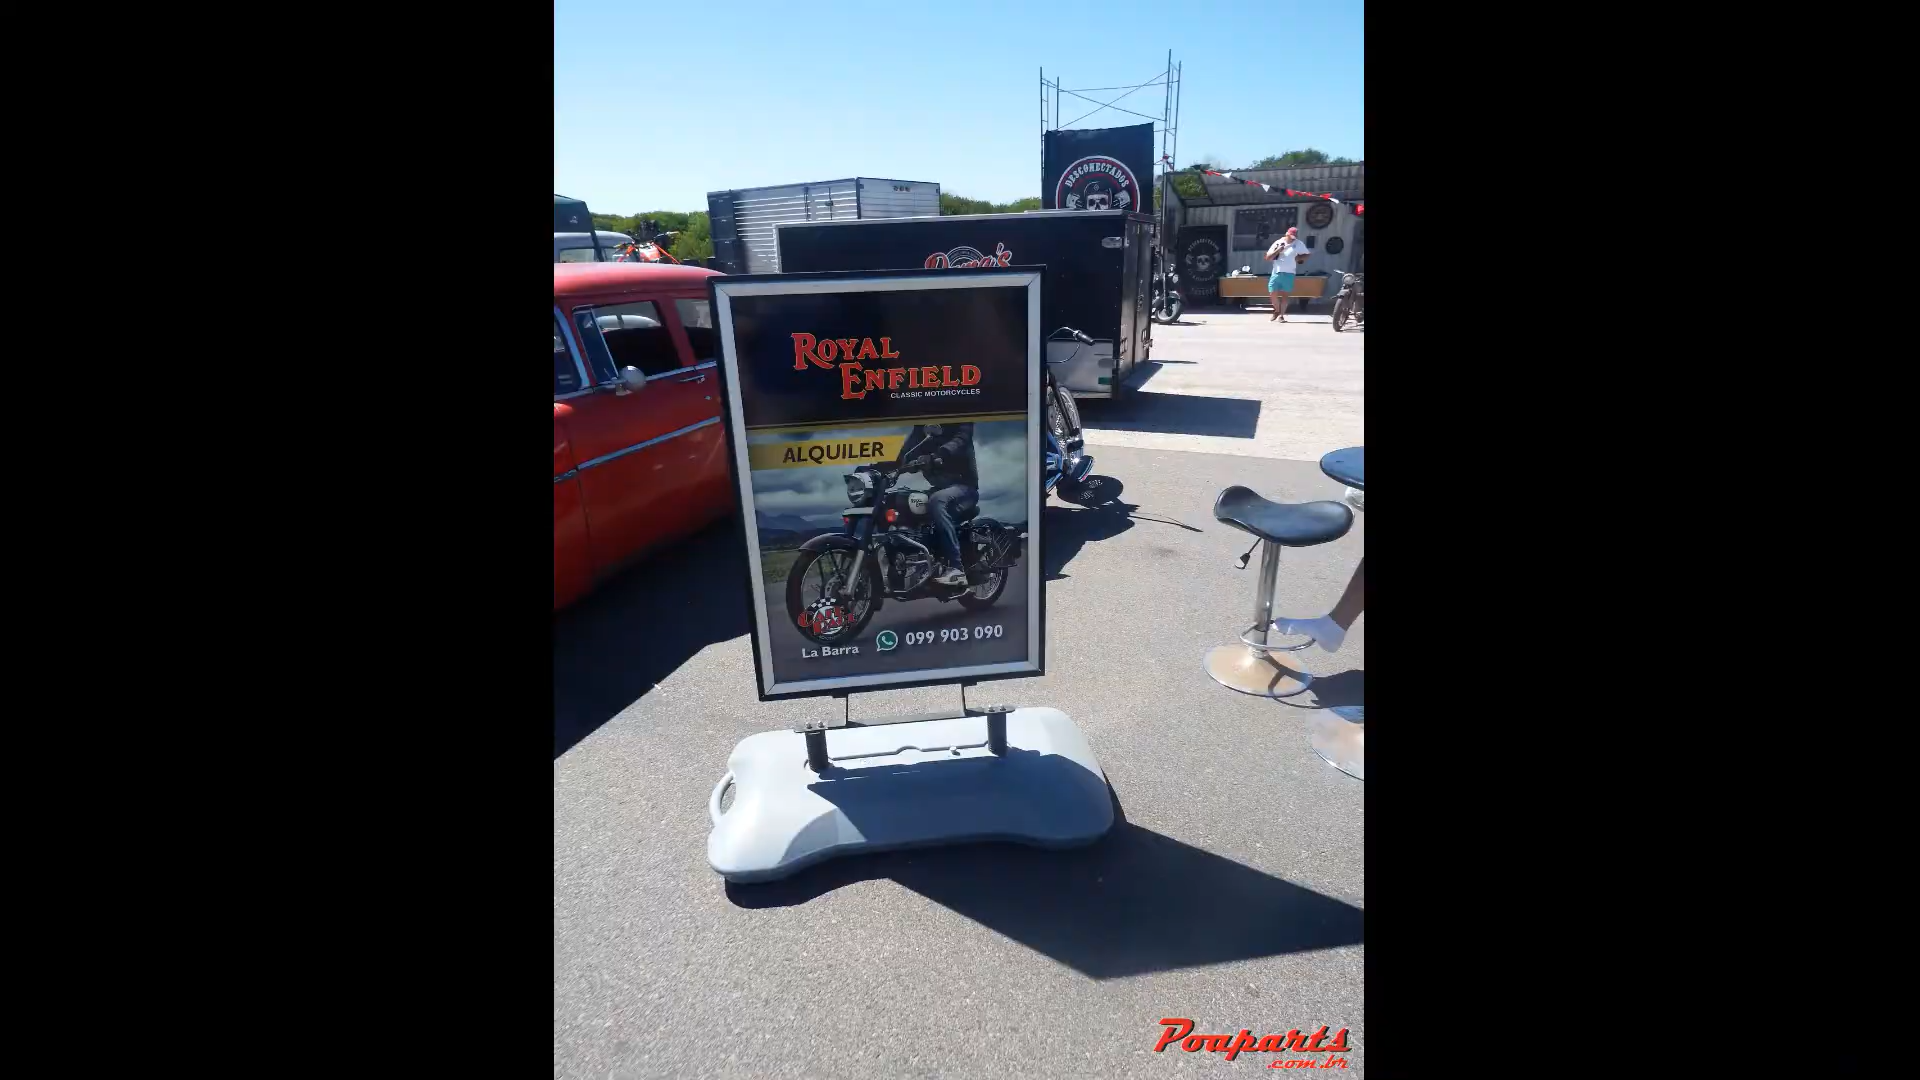 DESCONECTADOS
ROYAL
ENFIELD
CLASSIC MOTORCYCLES
ALQUILER
La Barra
099 903 090
Poaparts
.com.br